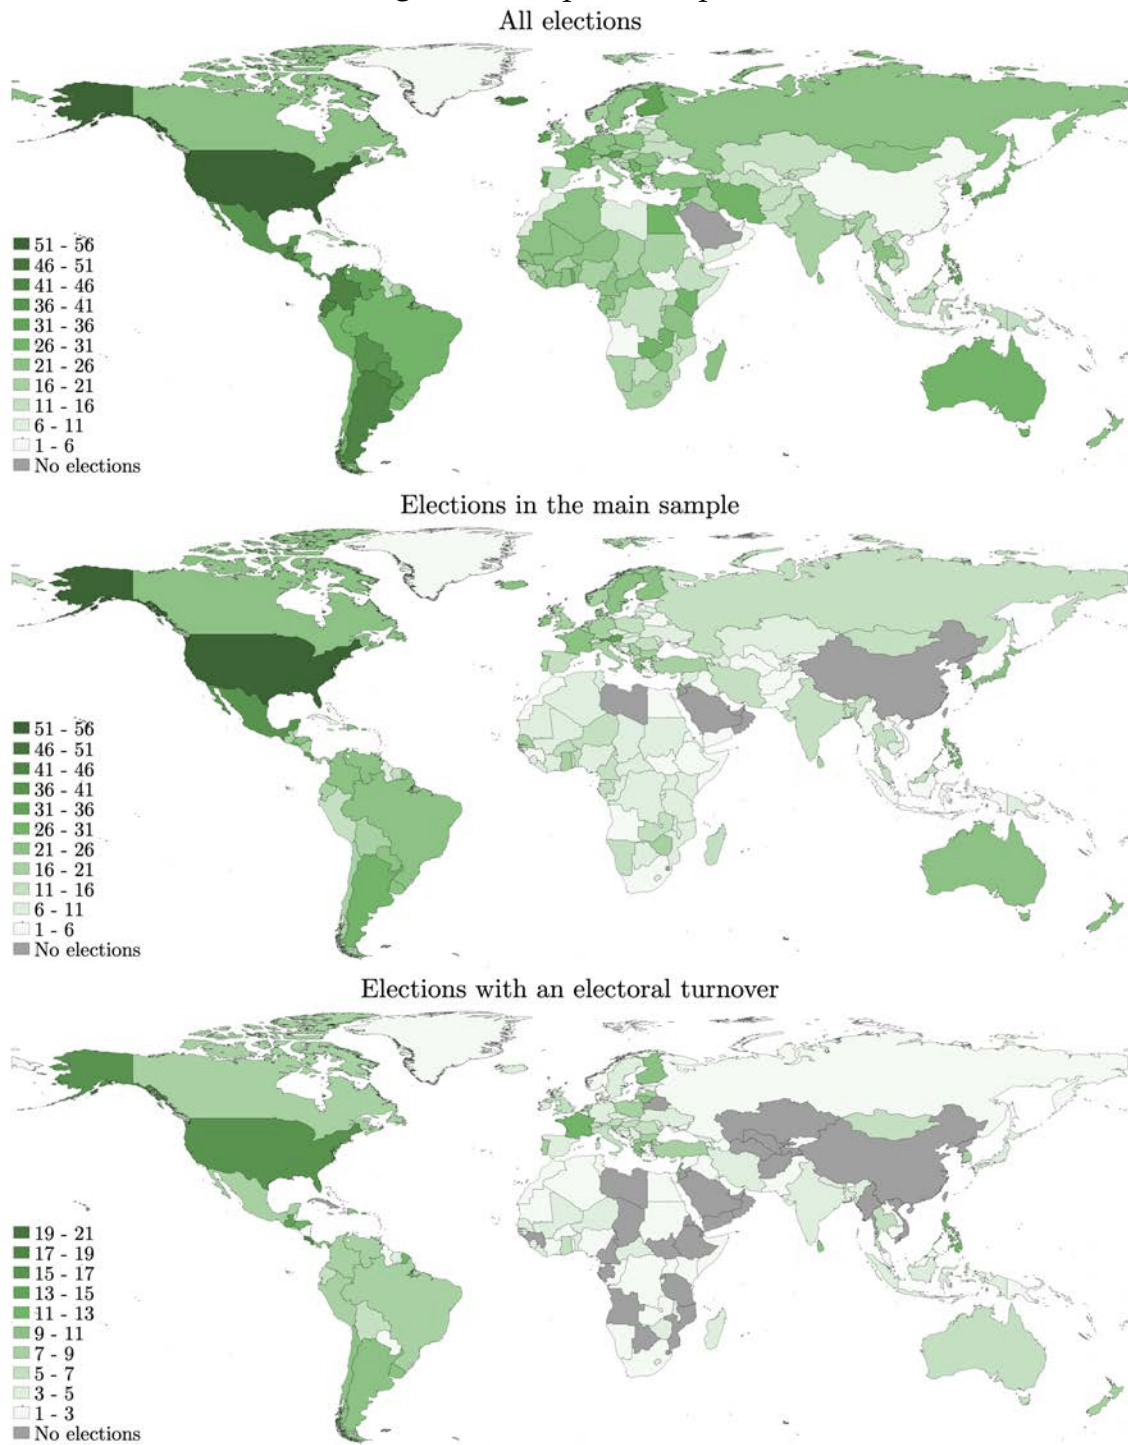 All elections
51 - 56
46 - 51
41 - 46
36 - 41
31 - 36
26 - 31
21 - 26
16 - 21
11 - 16
6 - 11
1 - 6
No elections
Elections in the main sample
51 - 56
46 - 51
41 - 46
36 - 41
31 - 36
26 - 31
21 - 26
16 - 21
11 - 16
6 - 11
1 - 6
No elections
Elections with an electoral turnover
19 - 21
17 - 19
15 - 17
13 - 15
11 - 13
9 - 11
7 - 9
5 - 7
3 - 5
1 - 3
No elections